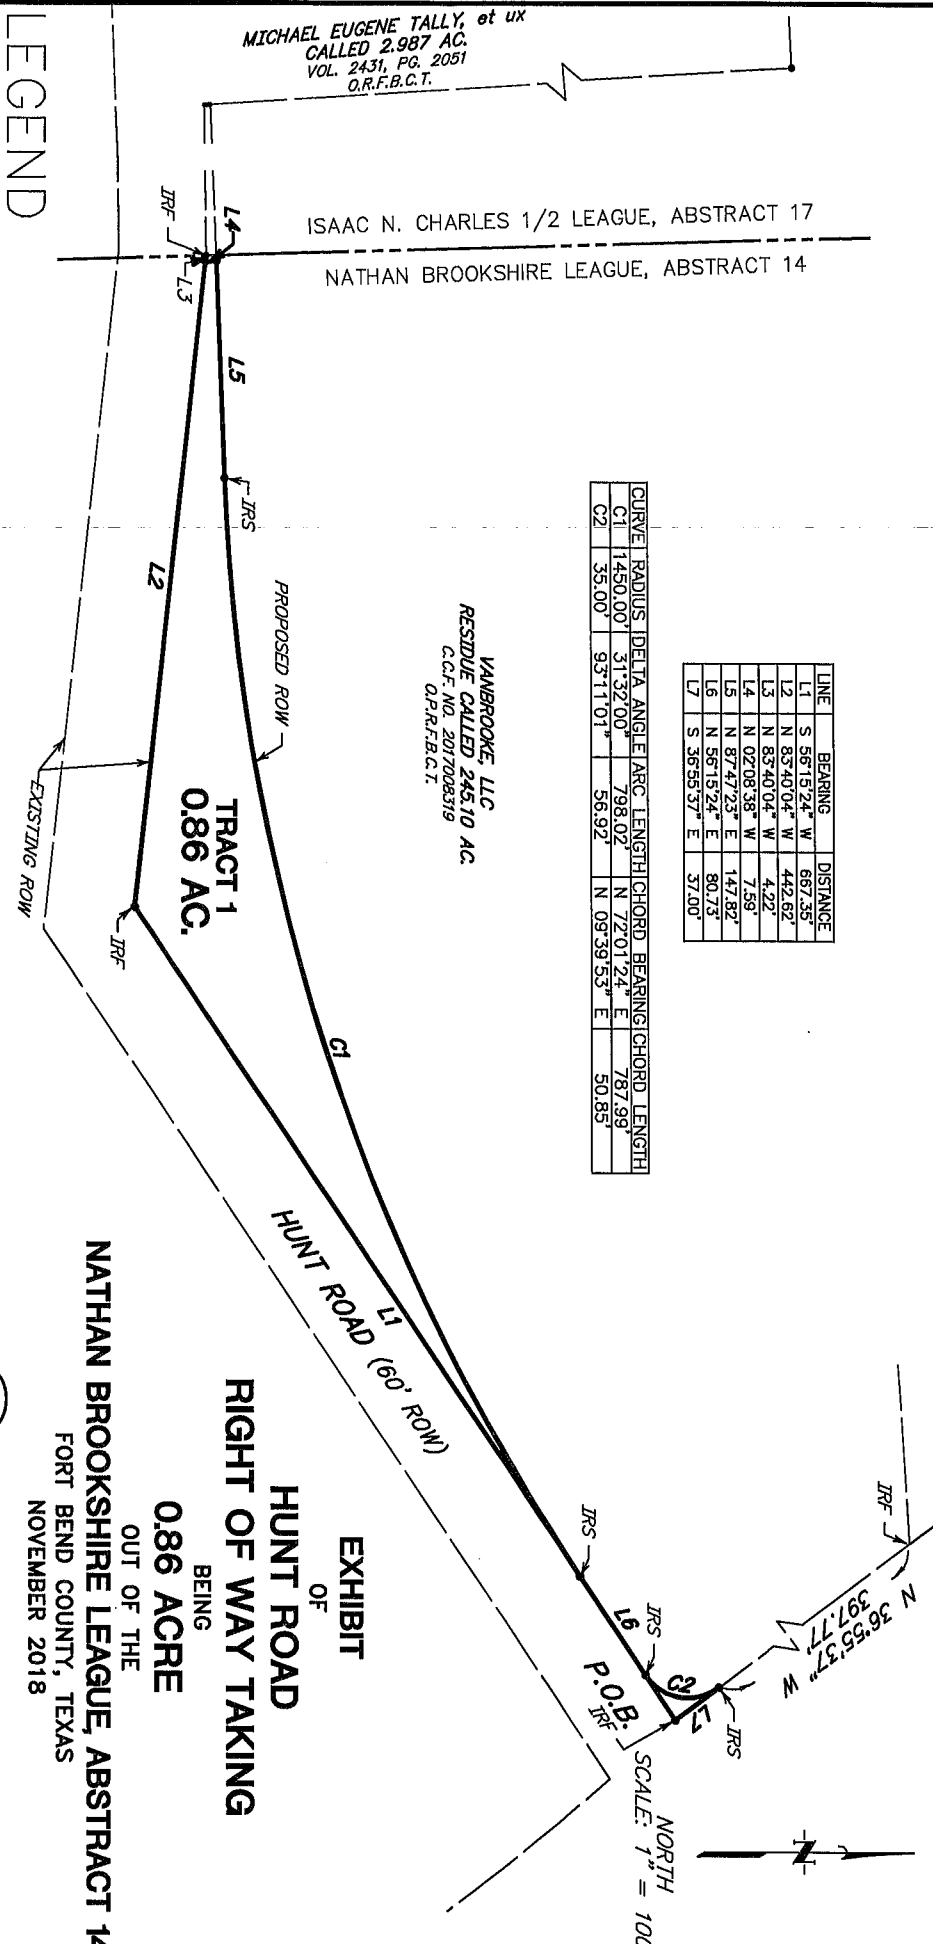 MICHAEL EUGENE TALLY, et ux
CALLED 2.987 AC.
VOL. 2431, PG. 2051
O.R.F.B.C.T.
LEGEND
ISAAC N. CHARLES 1/2 LEAGUE, ABSTRACT 17
NATHAN BROOKSHIRE LEAGUE, ABSTRACT 14
IRF
L4
L3
L5
IRS
L2
PROPOSED ROW
EXISTING ROW
TRACT 1
0.86 AC.
IRF
VANBROOKE, LLC
RESIDUE CALLED 245.10 AC.
C.C.F. NO. 2017008319
O.P.R.F.B.C.T.
LINE BEARING DISTANCE
L1 S 56°15'24" W 667.35'
L2 N 83°40'04" W 442.62'
L3 N 83°40'04" W 4.22'
L4 N 02°08'38" W 7.59'
L5 N 87°47'23" E 147.82'
L6 N 56°15'24" E 80.73'
L7 S 36°55'37" E 37.00'
CURVE RADIUS DELTA ANGLE ARC LENGTH CHORD BEARING CHORD LENGTH
C1 1450.00' 31°32'00" 798.02' N 72°01'24" E 787.99'
C2 35.00' 93°11'01" 56.92' N 09°39'53" E 50.85'
C1
L1
HUNT ROAD (60' ROW)
IRS
L6
IRS
C2
L7
IRS
P.O.B.
IRF
IRF
N 36°55'37" W
397.77'
N
NORTH
SCALE: 1" = 100
EXHIBIT
OF
HUNT ROAD
RIGHT OF WAY TAKING
BEING
0.86 ACRE
OUT OF THE
NATHAN BROOKSHIRE LEAGUE, ABSTRACT 14
FORT BEND COUNTY, TEXAS
NOVEMBER 2018